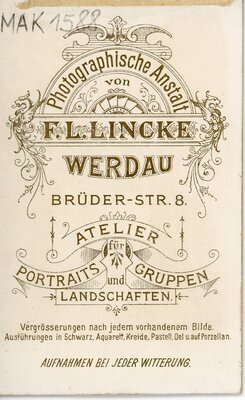 MAK 1588
Photographische Anstalt
von
F. L. LINCKE
WERDAU
BRÜDER-STR. 8.
ATELIER
für
PORTRAITS GRUPPEN
und
LANDSCHAFTEN.
Vergrösserungen nach jedem vorhandenem Bilde.
Ausführungen in Schwarz, Aquarell, Kreide, Pastell, Oel u. auf Porzellan.
AUFNAHMEN BEI JEDER WITTERUNG.